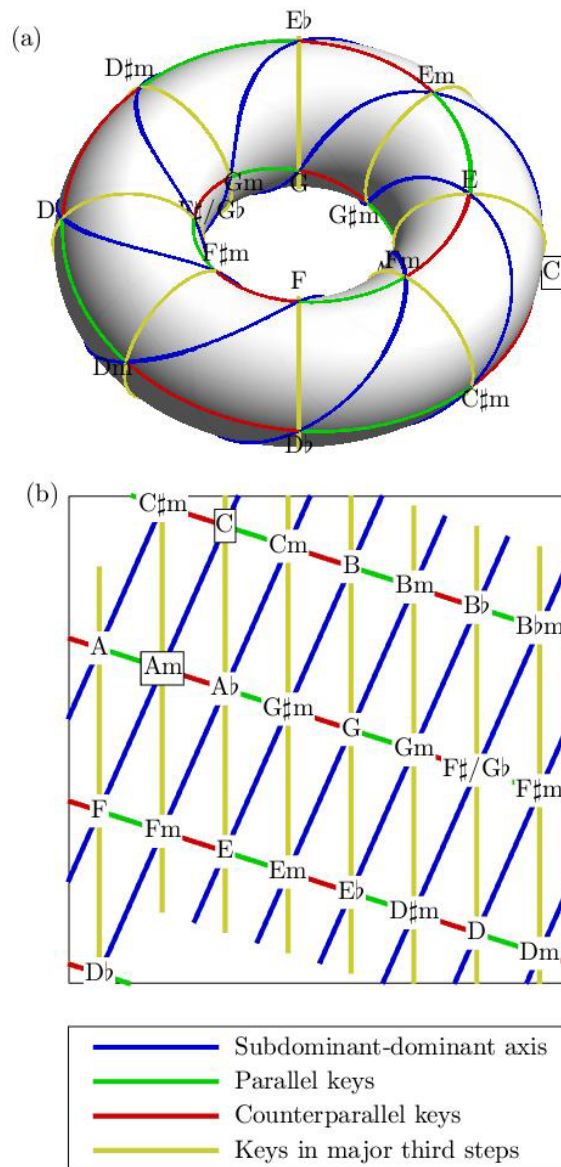 (a)
E♭
D♯m
Em
Gm
G
E
D
F♯/G♭
G♯m
F♯m
F
Fm
C
Dm
C♯m
D♭
(b)
C♯m
C
Cm
B
Bm
B♭
B♭m
A
Am
A♭
G♯m
G
Gm
F♯/G♭
F♯m
F
Fm
E
Em
E♭
D♯m
D
Dm
D♭
Subdominant-dominant axis
Parallel keys
Counterparallel keys
Keys in major third steps